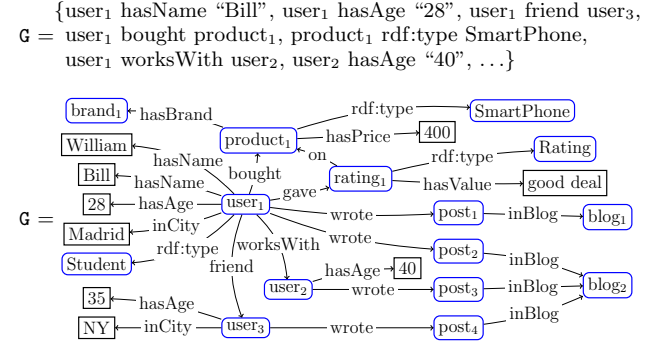 {user₁ hasName “Bill”, user₁ hasAge “28”, user₁ friend user₃,
G = user₁ bought product₁, product₁ rdf:type SmartPhone,
user₁ worksWith user₂, user₂ hasAge “40”, ...}
brand₁ hasBrand rdf:type SmartPhone
product₁ hasPrice 400
William hasName on rdf:type Rating
Bill hasName bought rating₁ hasValue good deal
28 hasAge user₁ gave
G =
Madrid inCity wrote post₁ inBlog blog₁
Student rdf:type worksWith wrote post₂ inBlog
friend user₂ hasAge 40
wrote post₃ inBlog blog₂
35 hasAge
NY inCity user₃ wrote post₄ inBlog